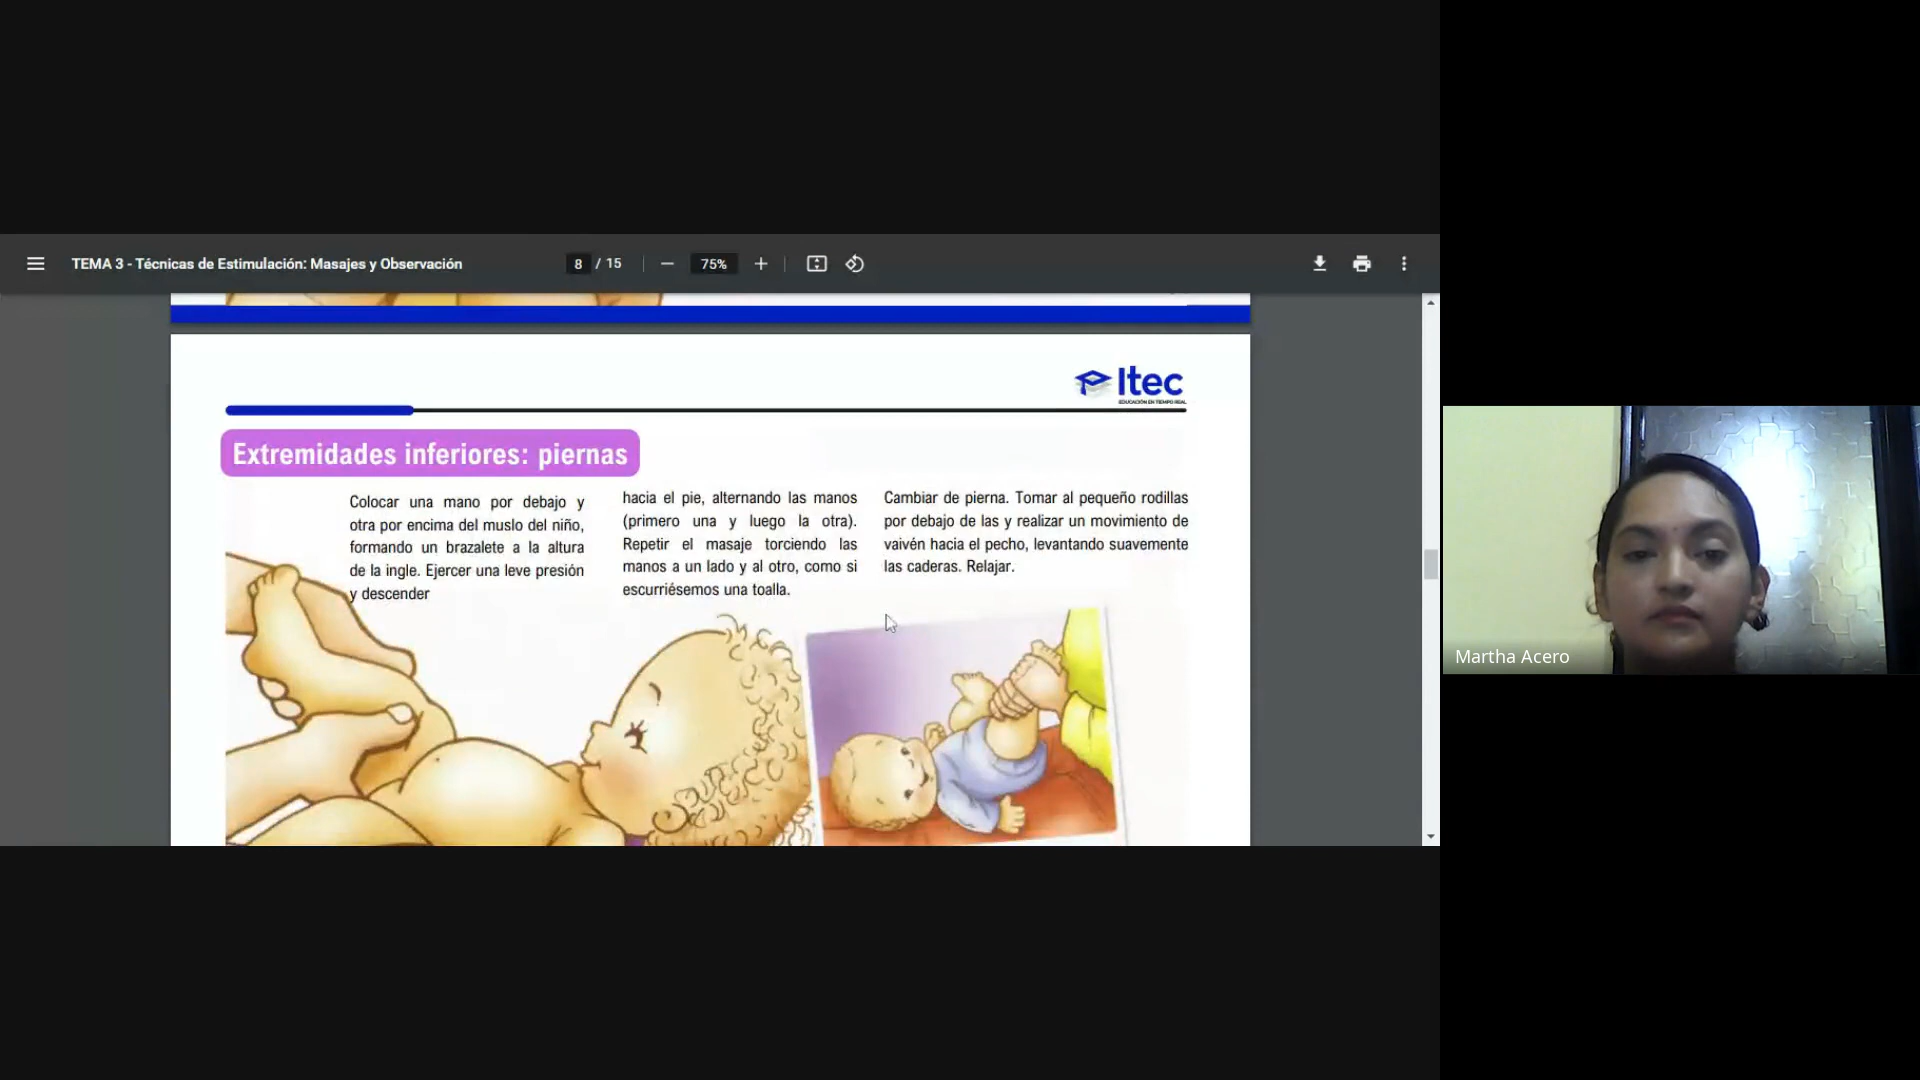 TEMA 3 - Técnicas de Estimulación: Masajes y Observación
8 / 15
75%
Itec
EDUCACIÓN EN TIEMPO REAL
Extremidades inferiores: piernas
Colocar una mano por debajo y
otra por encima del muslo del niño,
formando un brazalete a la altura
de la ingle. Ejercer una leve presión
y descender
hacia el pie, alternando las manos
(primero una y luego la otra).
Repetir el masaje torciendo las
manos a un lado y al otro, como si
escurriésemos una toalla.
Cambiar de pierna. Tomar al pequeño rodillas
por debajo de las y realizar un movimiento de
vaivén hacia el pecho, levantando suavemente
las caderas. Relajar.
Martha Acero